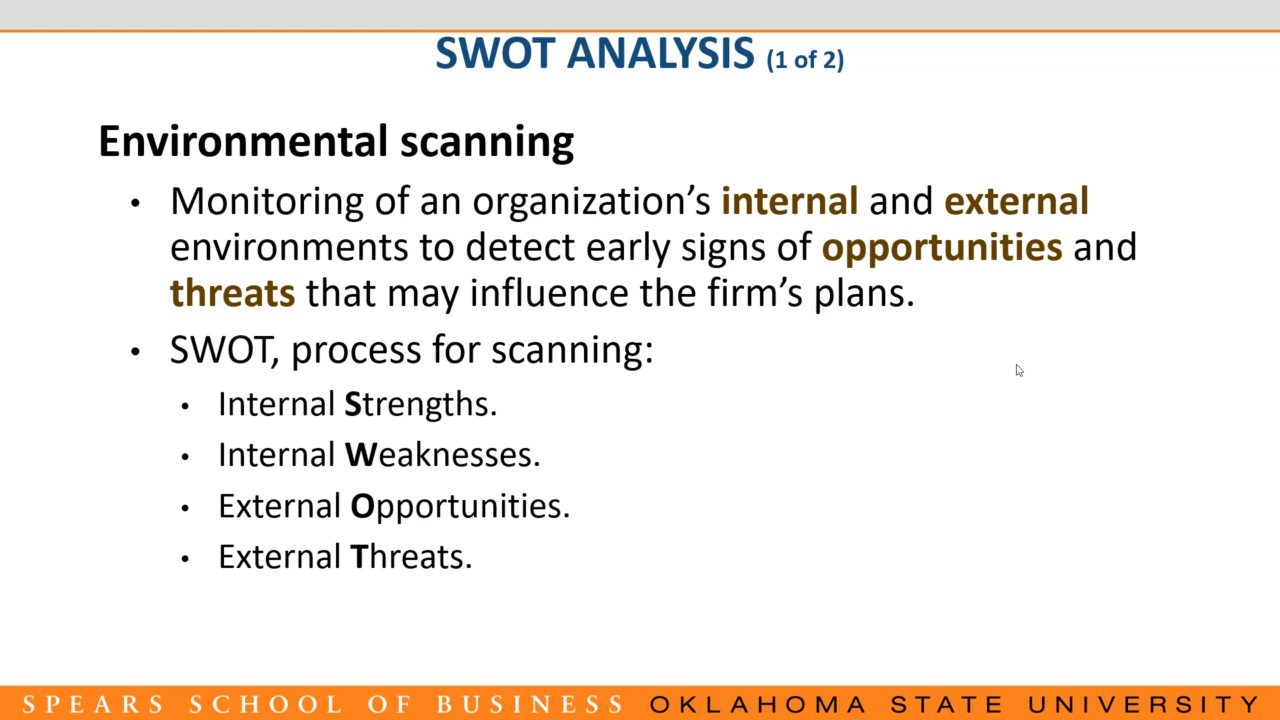 SWOT ANALYSIS (1 of 2)
Environmental scanning
• Monitoring of an organization’s internal and external
environments to detect early signs of opportunities and
threats that may influence the firm’s plans.
• SWOT, process for scanning:
• Internal Strengths.
• Internal Weaknesses.
• External Opportunities.
• External Threats.
SPEARS SCHOOL OF BUSINESS OKLAHOMA STATE UNIVERSITY